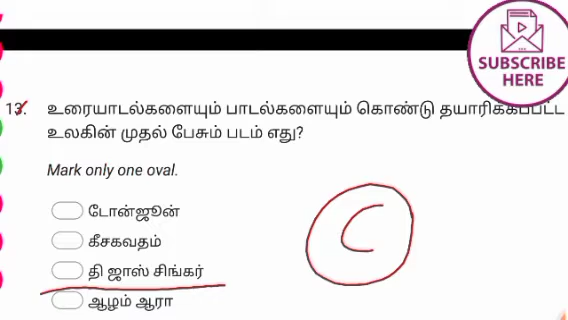 SUBSCRIBE
HERE
13. உரையாடல்களையும் பாடல்களையும் கொண்டு தயாரிக்கப்பட்ட
உலகின் முதல் பேசும் படம் எது?
Mark only one oval.
டோன்ஜூன்
கீசகவதம்
தி ஜாஸ் சிங்கர்
ஆழம் ஆரா
C